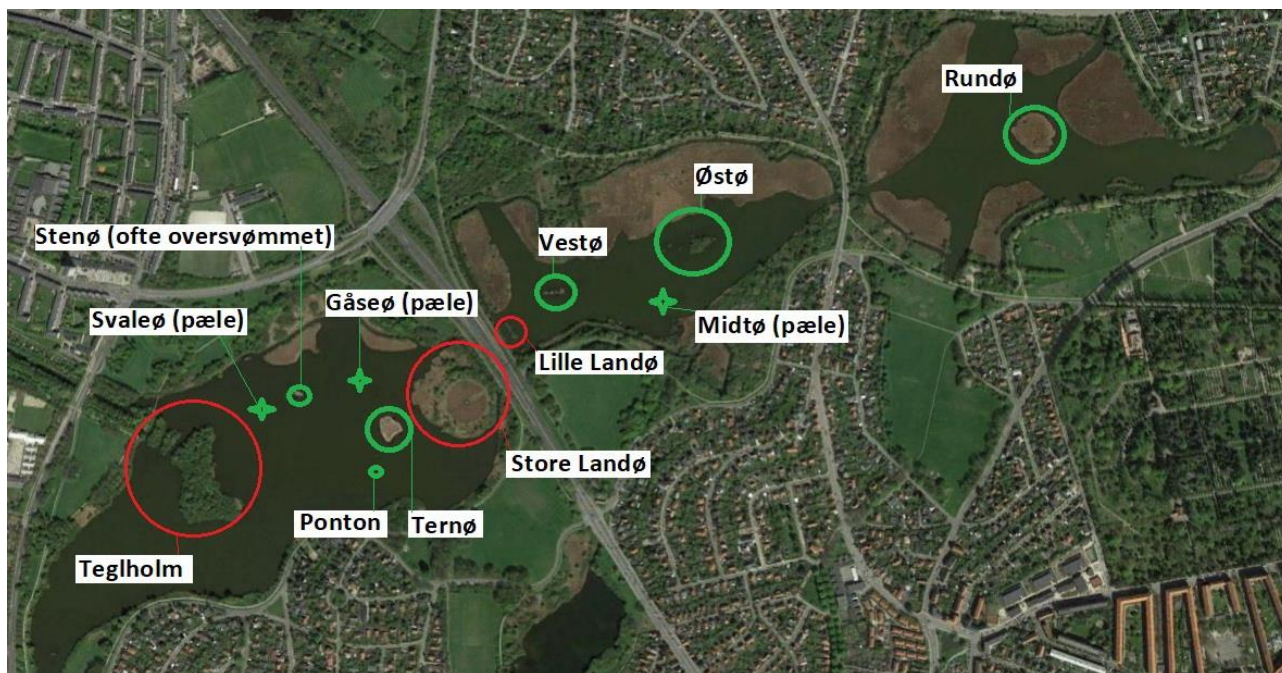 Rundø
Østø
Stenø (ofte oversvømmet)
Vestø
Gåseø (pæle)
Svaleø (pæle)
Midtø (pæle)
Lille Landø
Store Landø
Ponton
Ternø
Teglholm